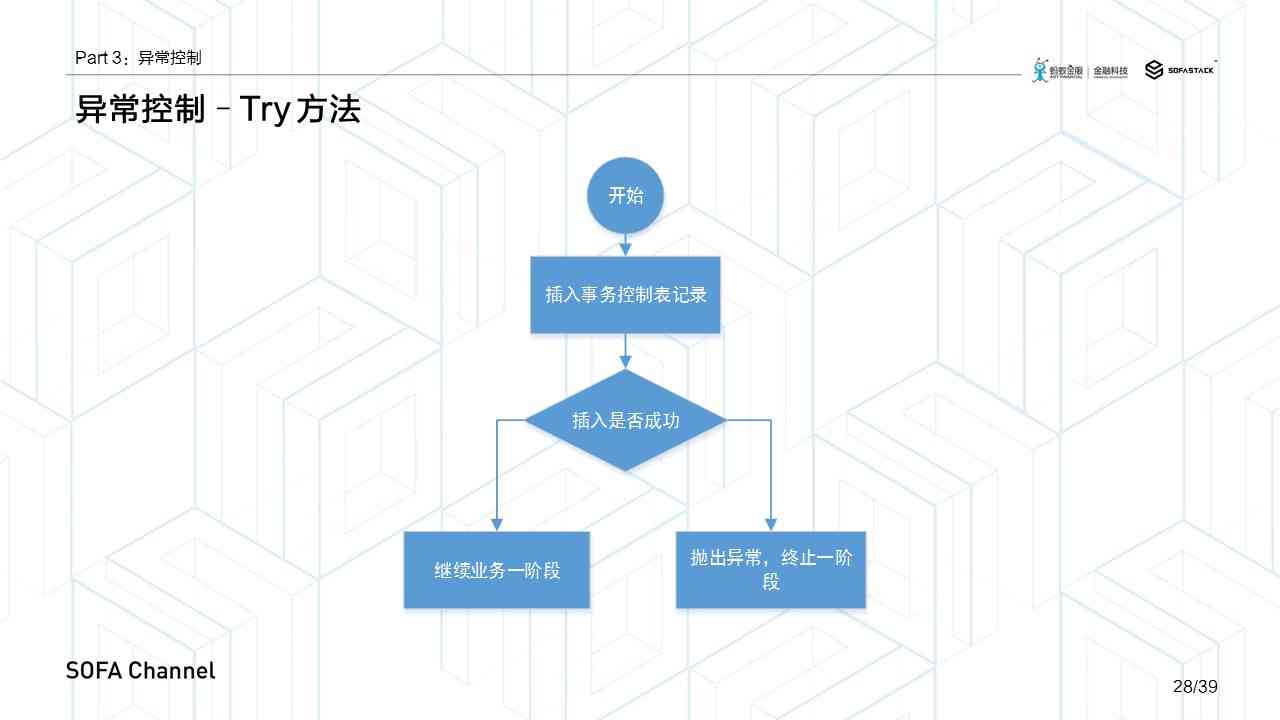 Part 3：异常控制
蚂蚁金服 金融科技
SOFASTACK
异常控制 – Try 方法
开始
插入事务控制表记录
插入是否成功
继续业务一阶段
抛出异常，终止一阶
段
SOFA Channel
28/39